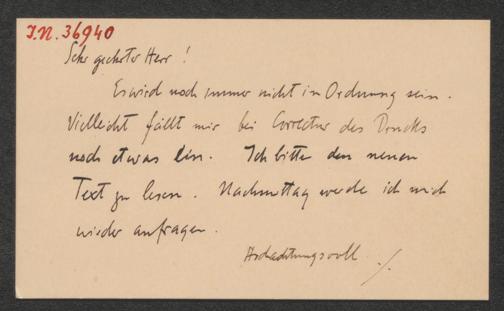 I.N. 36940
Sehr geehrter Herr!
Es wird noch immer nicht in Ordnung sein.
Vielleicht fällt mir bei Correctur des Drucks
noch etwas ein. Ich bitte den neuen
Text zu lesen. Nachmittag werde ich mich
wieder anfragen.
Hochachtungsvoll